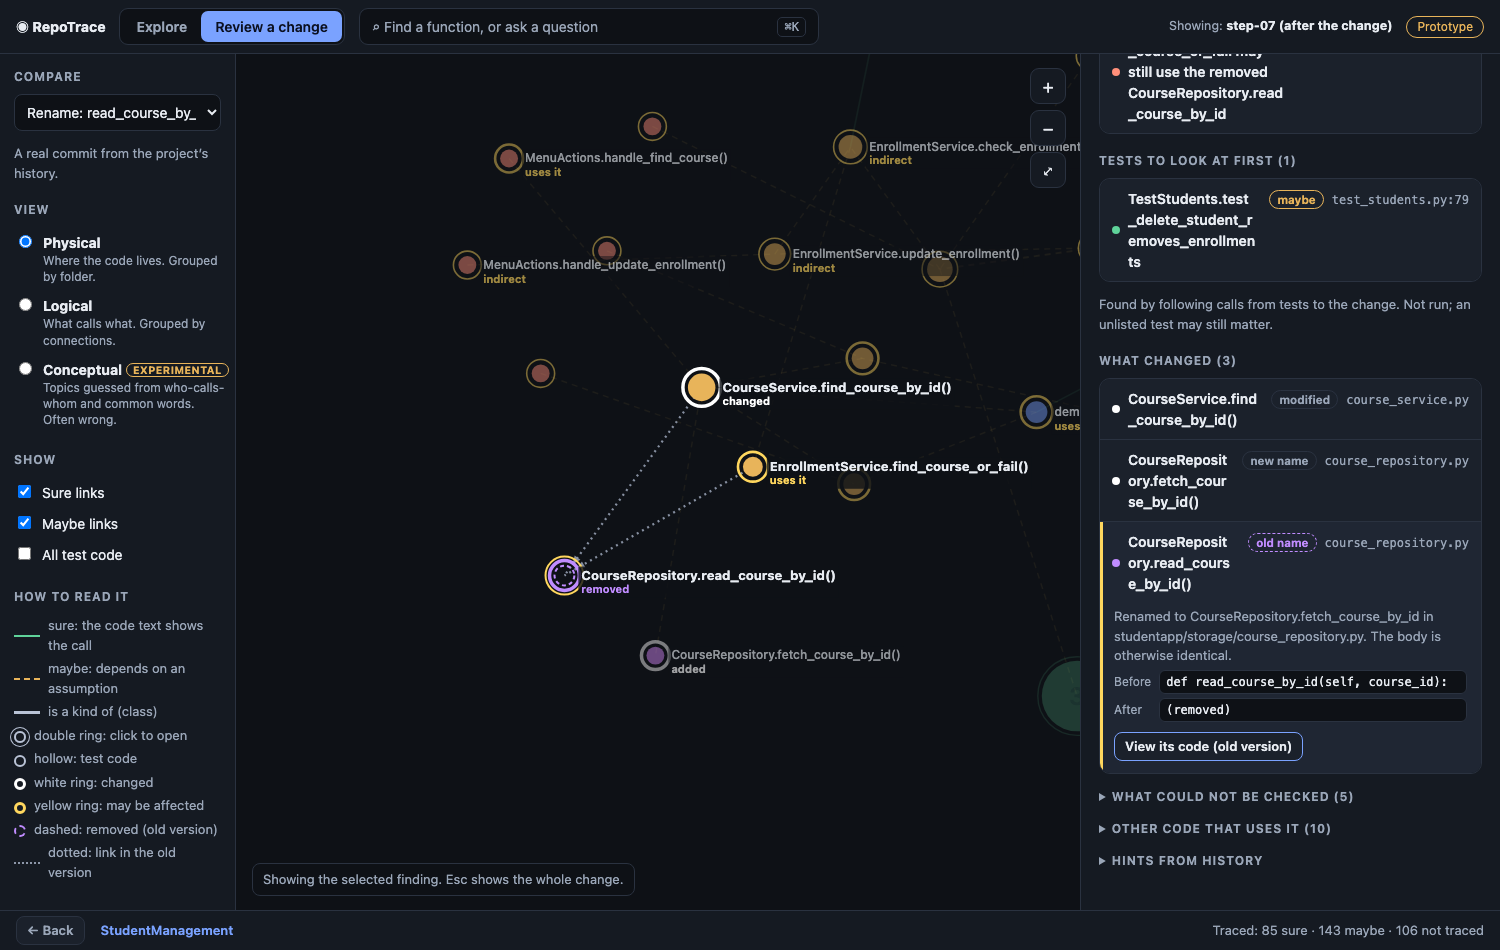 RepoTrace
Explore
Review a change
Find a function, or ask a question
⌘K
Showing: step-07 (after the change)
Prototype
COMPARE
Rename: read_course_by_
A real commit from the project's
history.
VIEW
Physical
Where the code lives. Grouped
by folder.
Logical
What calls what. Grouped by
connections.
Conceptual EXPERIMENTAL
Topics guessed from who-calls-
whom and common words.
Often wrong.
SHOW
Sure links
Maybe links
All test code
HOW TO READ IT
sure: the code text shows
the call
maybe: depends on an
assumption
is a kind of (class)
double ring: click to open
hollow: test code
white ring: changed
yellow ring: may be affected
dashed: removed (old version)
dotted: link in the old
version
MenuActions.handle_find_course()
uses it
EnrollmentService.check_enrollment
indirect
MenuActions.handle_update_enrollment()
indirect
EnrollmentService.update_enrollment()
indirect
CourseService.find_course_by_id()
changed
dem
uses
EnrollmentService.find_course_or_fail()
uses it
CourseRepository.read_course_by_id()
removed
CourseRepository.fetch_course_by_id()
added
+
−
⤢
Showing the selected finding. Esc shows the whole change.
_course_or_fail may
still use the removed
CourseRepository.read
_course_by_id
TESTS TO LOOK AT FIRST (1)
TestStudents.test
_delete_student_r
emoves_enrollmen
ts
maybe
test_students.py:79
Found by following calls from tests to the change. Not run; an
unlisted test may still matter.
WHAT CHANGED (3)
CourseService.find
_course_by_id()
modified
course_service.py
CourseReposit
ory.fetch_cour
se_by_id()
new name
course_repository.py
CourseReposit
ory.read_cours
e_by_id()
old name
course_repository.py
Renamed to CourseRepository.fetch_course_by_id in
studentapp/storage/course_repository.py. The body is
otherwise identical.
Before def read_course_by_id(self, course_id):
After (removed)
View its code (old version)
WHAT COULD NOT BE CHECKED (5)
OTHER CODE THAT USES IT (10)
HINTS FROM HISTORY
← Back
StudentManagement
Traced: 85 sure · 143 maybe · 106 not traced